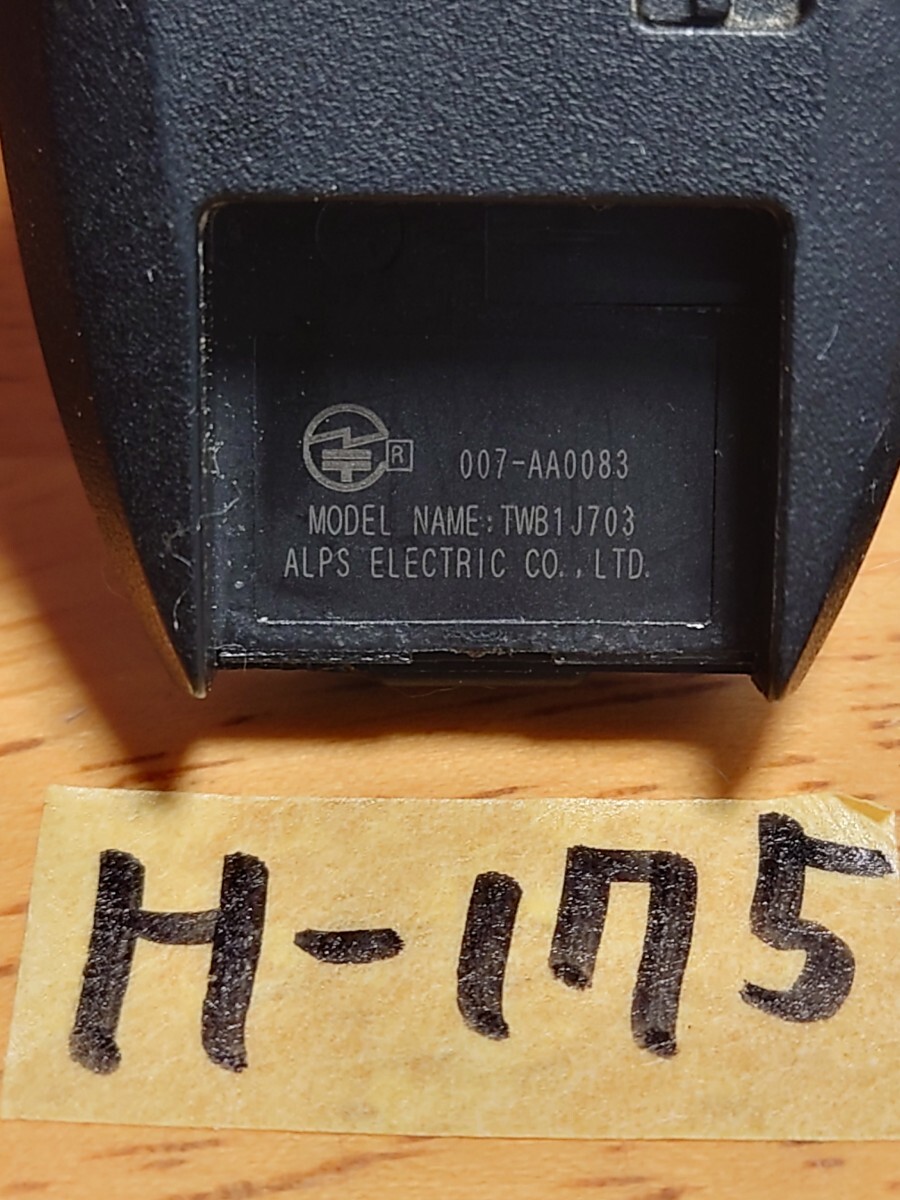 R 007-AA0083
MODEL NAME:TWB1J703
ALPS ELECTRIC CO.,LTD.
H-175